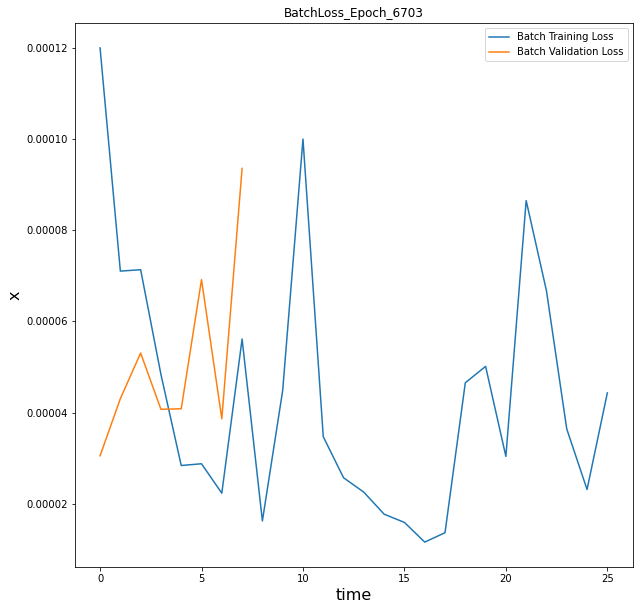 BatchLoss_Epoch_6703
Batch Training Loss
Batch Validation Loss
0.00012
0.00010
0.00008
0.00006
0.00004
0.00002
x
0
5
10
15
20
25
time